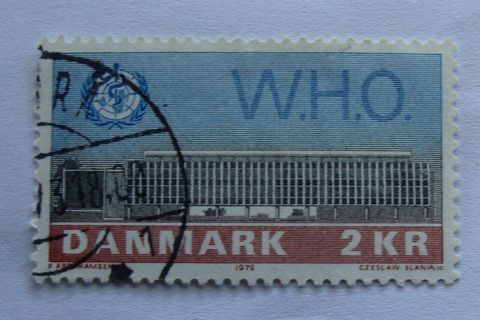 W.H.O.
DANMARK 2 KR
1972 CZESLAW SLANIA sc